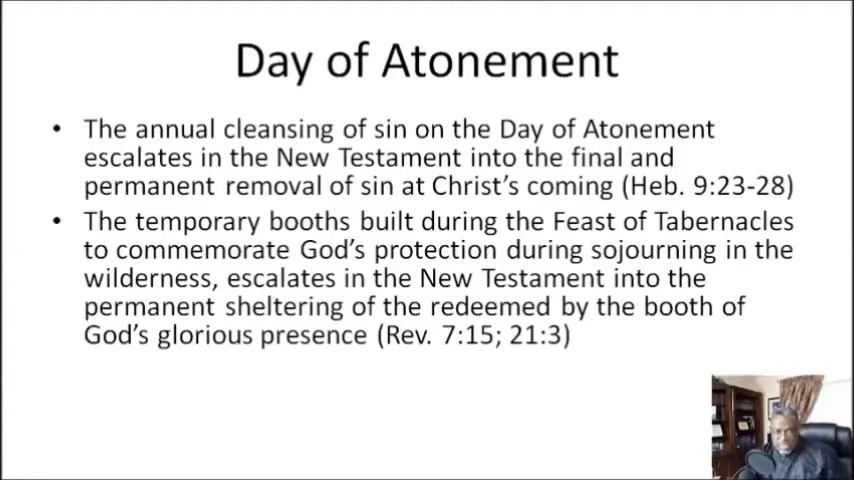 Day of Atonement
• The annual cleansing of sin on the Day of Atonement
escalates in the New Testament into the final and
permanent removal of sin at Christ's coming (Heb. 9:23-28)
• The temporary booths built during the Feast of Tabernacles
to commemorate God's protection during sojourning in the
wilderness, escalates in the New Testament into the
permanent sheltering of the redeemed by the booth of
God's glorious presence (Rev. 7:15; 21:3)